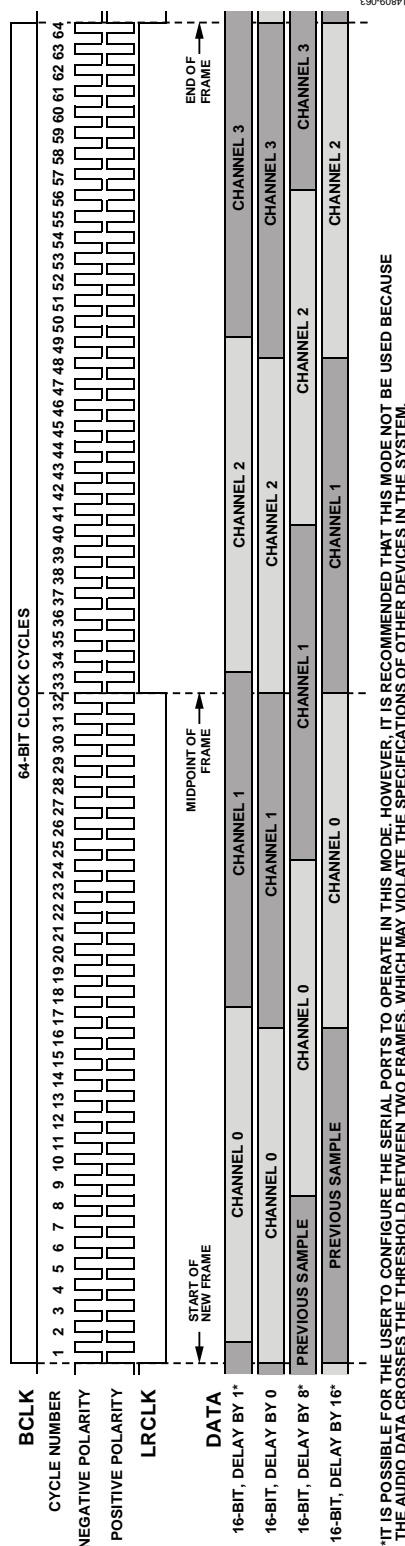 64-BIT CLOCK CYCLES
BCLK
CYCLE NUMBER 1 2 3 4 5 6 7 8 9 10 11 12 13 14 15 16 17 18 19 20 21 22 23 24 25 26 27 28 29 30 31 32 33 34 35 36 37 38 39 40 41 42 43 44 45 46 47 48 49 50 51 52 53 54 55 56 57 58 59 60 61 62 63 64
NEGATIVE POLARITY
POSITIVE POLARITY
LRCLK
START OF
NEW FRAME
MIDPOINT OF
FRAME
END OF
FRAME
DATA
16-BIT, DELAY BY 1* CHANNEL 0 CHANNEL 1 CHANNEL 2 CHANNEL 3
16-BIT, DELAY BY 0 CHANNEL 0 CHANNEL 1 CHANNEL 2 CHANNEL 3
16-BIT, DELAY BY 8* PREVIOUS SAMPLE CHANNEL 0 CHANNEL 1 CHANNEL 2 CHANNEL 3
16-BIT, DELAY BY 16* PREVIOUS SAMPLE CHANNEL 0 CHANNEL 1 CHANNEL 2
*IT IS POSSIBLE FOR THE USER TO CONFIGURE THE SERIAL PORTS TO OPERATE IN THIS MODE. HOWEVER, IT IS RECOMMENDED THAT THIS MODE NOT BE USED BECAUSE
THE AUDIO DATA CROSSES THE THRESHOLD BETWEEN TWO FRAMES, WHICH MAY VIOLATE THE SPECIFICATIONS OF OTHER DEVICES IN THE SYSTEM.